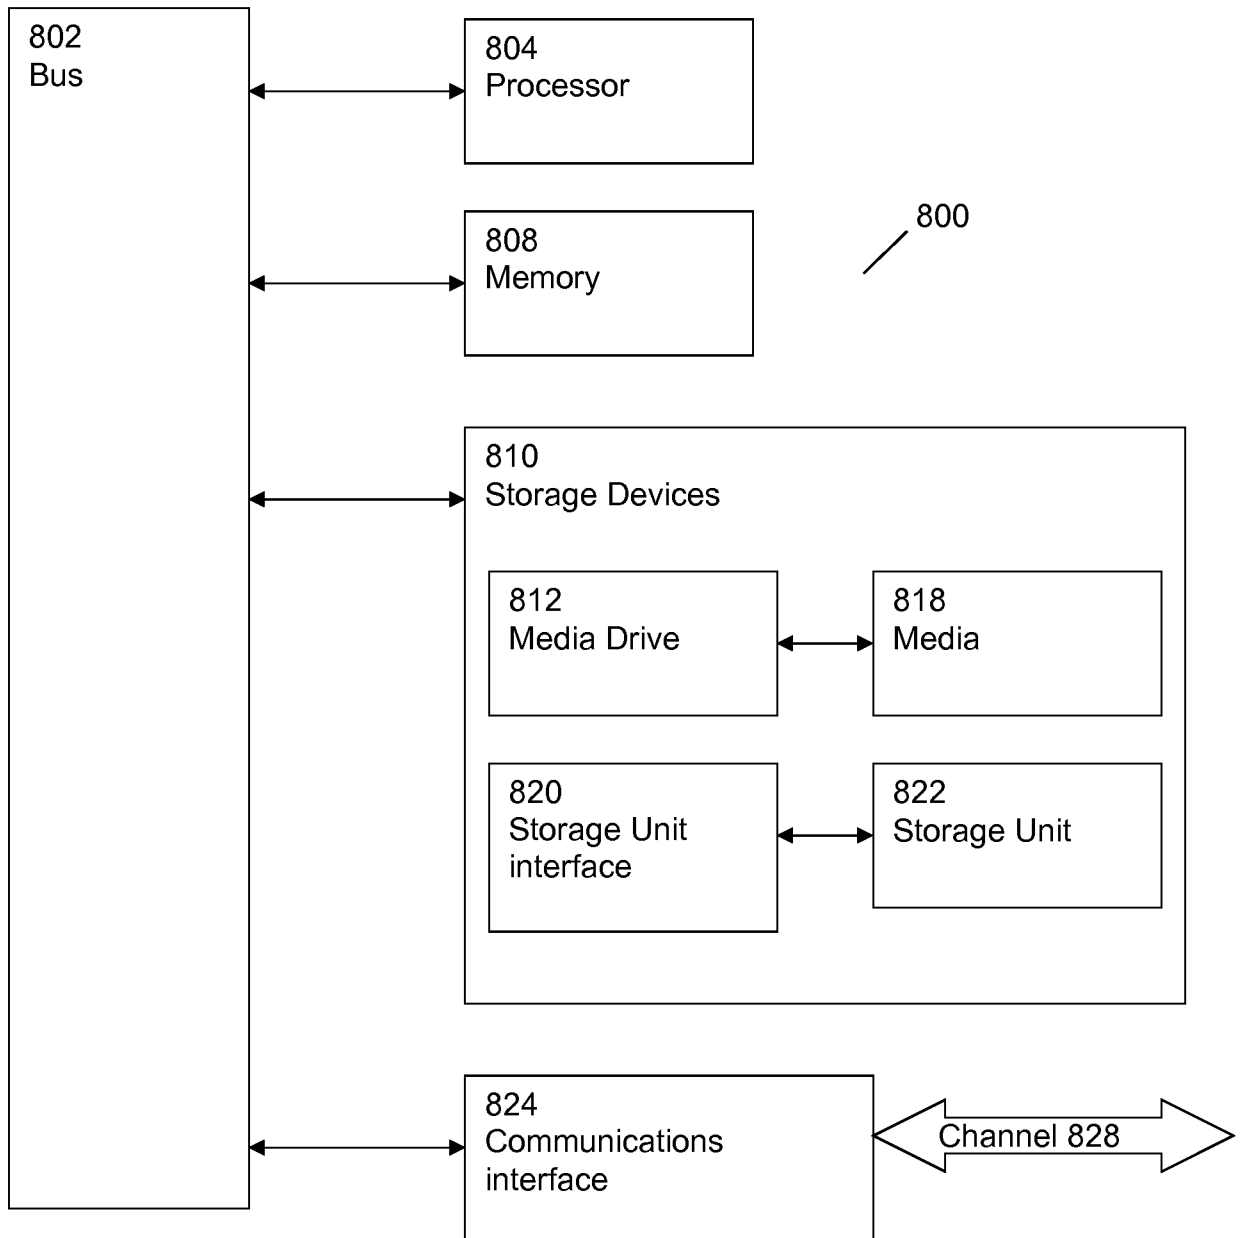 802
Bus
804
Processor
800
808
Memory
810
Storage Devices
812
Media Drive
818
Media
820
Storage Unit
interface
822
Storage Unit
824
Communications
interface
Channel 828